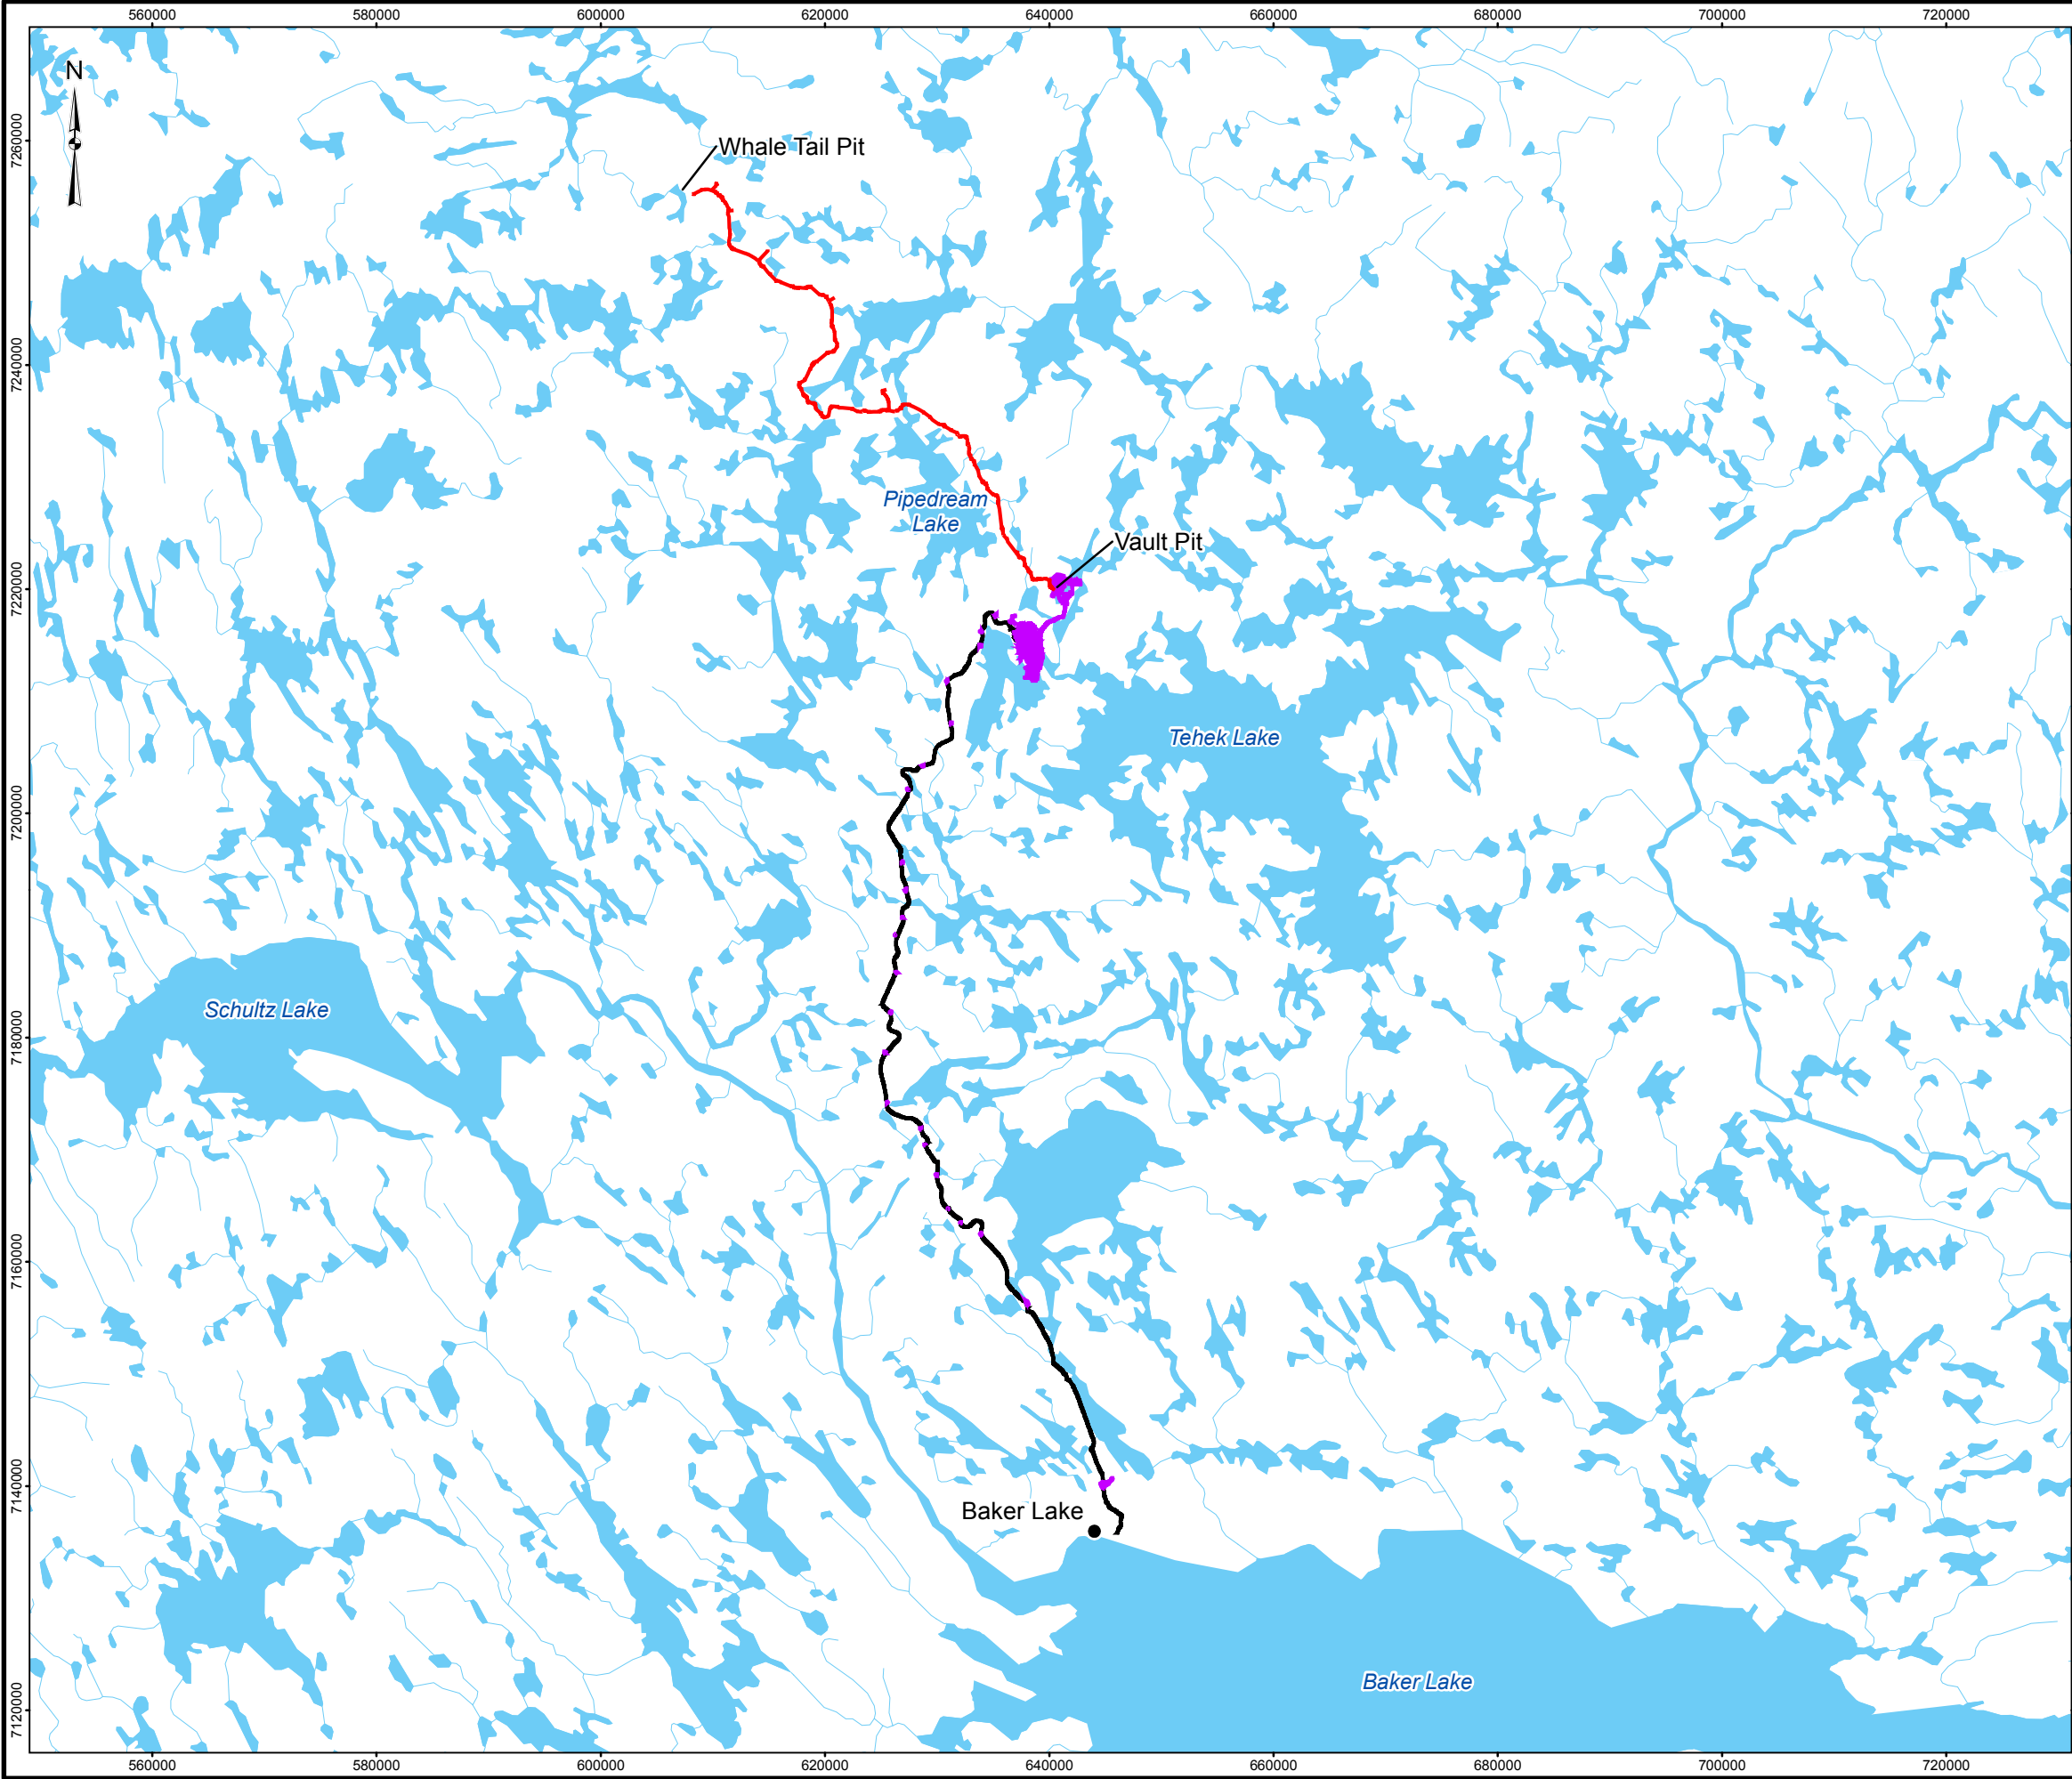 560000 580000 600000 620000 640000 660000 680000 700000 720000
N
7260000
Whale Tail Pit
7240000
Pipedream
Lake
Vault Pit
7220000
Tehek Lake
7200000
Schultz Lake
7180000
7160000
7140000
Baker Lake
Baker Lake
7120000
560000 580000 600000 620000 640000 660000 680000 700000 720000